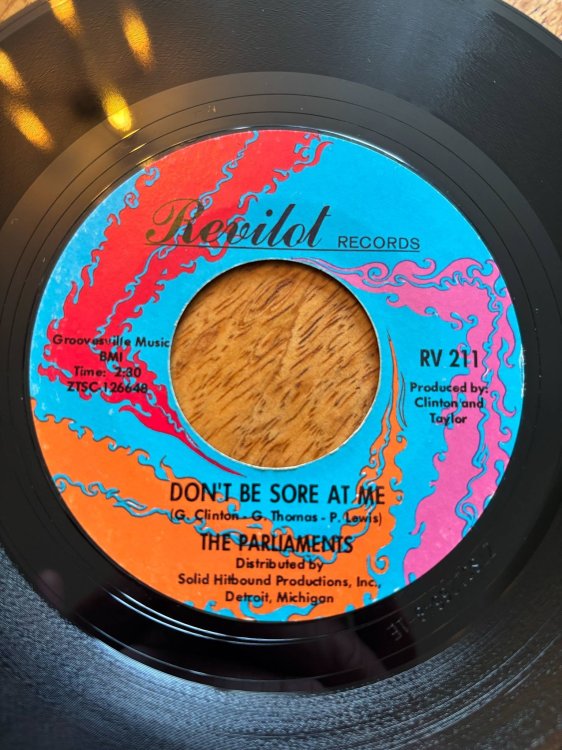 Revilot RECORDS
Groovesville Music
BMI
Time: 2:30
ZTSC-126648
RV 211
Produced by:
Clinton and
Taylor
DON'T BE SORE AT ME
(G. Clinton - G. Thomas - P. Lewis)
THE PARLIAMENTS
Distributed by
Solid Hitbound Productions, Inc.,
Detroit, Michigan